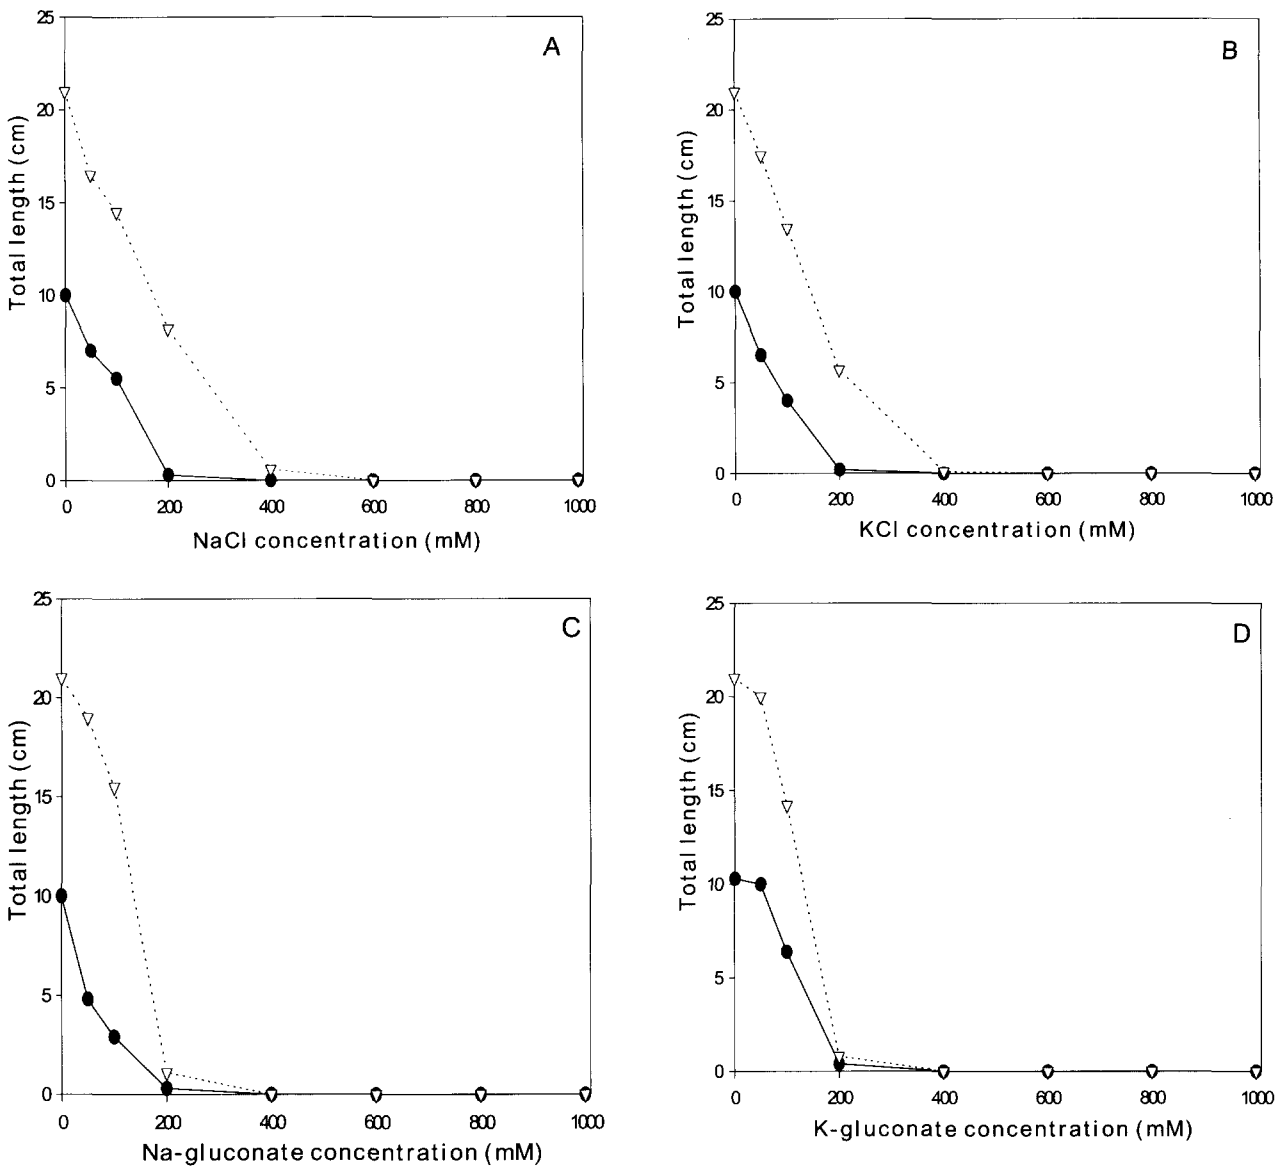 A
Total length (cm)
25
20
15
10
5
0
0 200 400 600 800 1000
NaCl concentration (mM)
B
Total length (cm)
25
20
15
10
5
0
0 200 400 600 800 1000
KCl concentration (mM)
C
Total length (cm)
25
20
15
10
5
0
0 200 400 600 800 1000
Na-gluconate concentration (mM)
D
Total length (cm)
25
20
15
10
5
0
0 200 400 600 800 1000
K-gluconate concentration (mM)